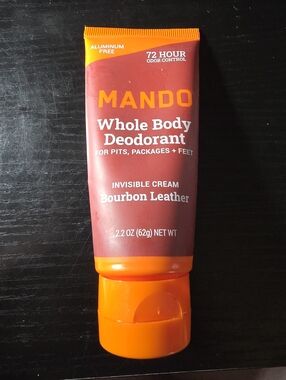 ALUMINUM
FREE
72 HOUR
ODOR CONTROL
MANDO
Whole Body
Deodorant
FOR PITS, PACKAGES + FEET
INVISIBLE CREAM
Bourbon Leather
2.2 OZ (62g) NET WT